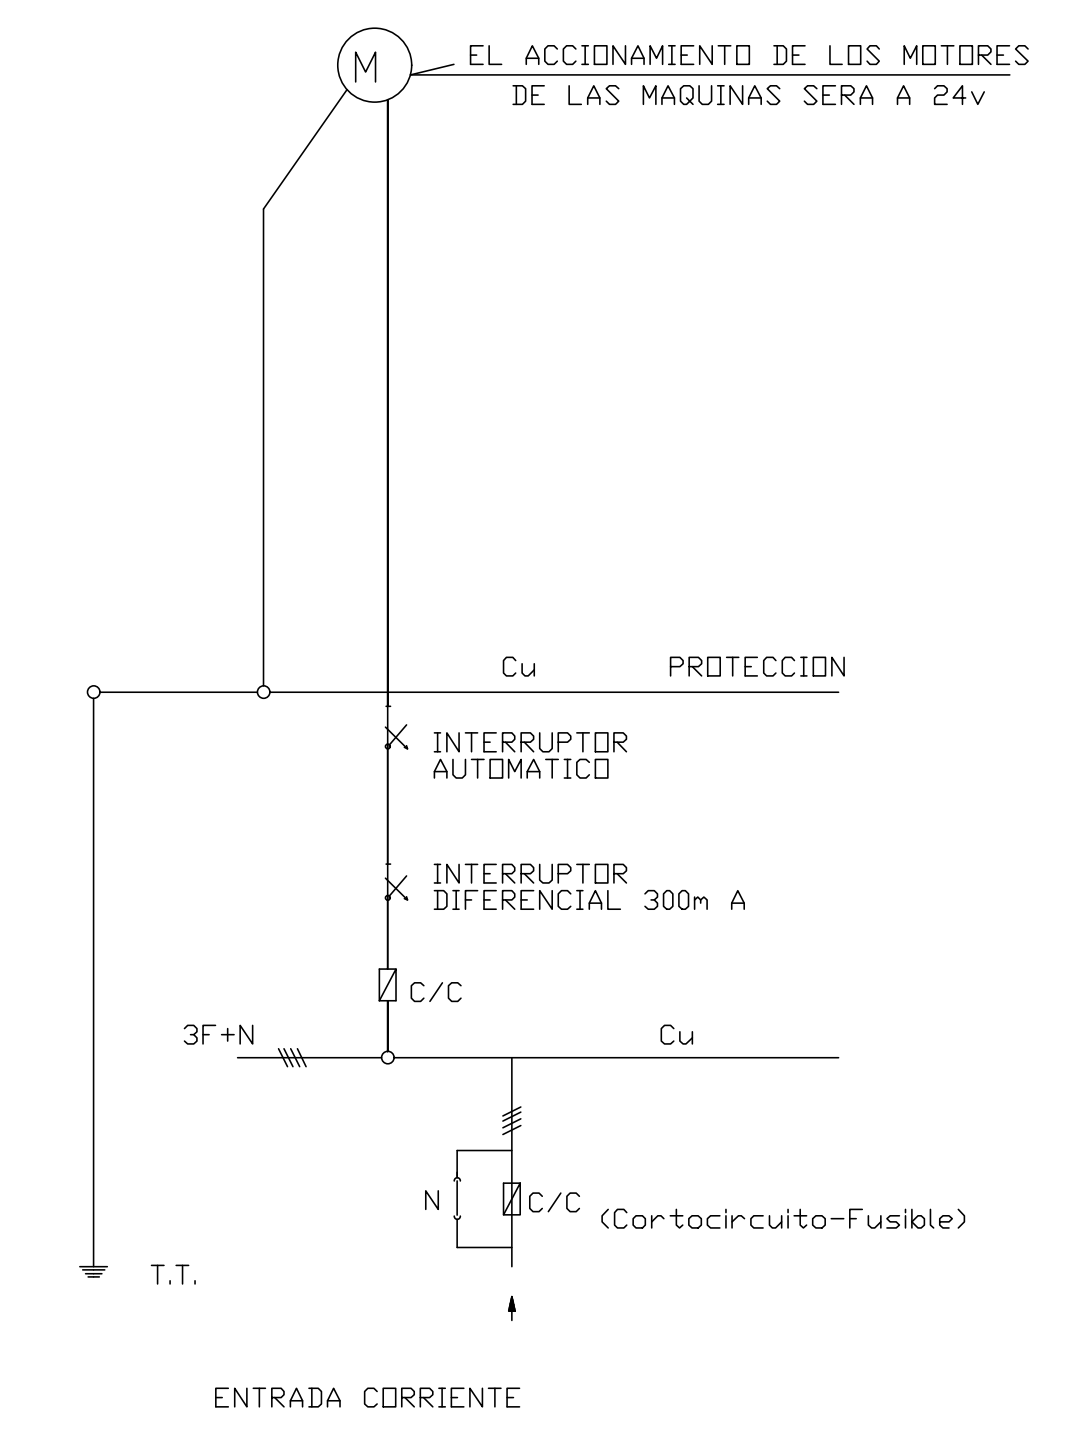 M
EL ACCIONAMIENTO DE LOS MOTORES
DE LAS MAQUINAS SERA A 24v
Cu
PROTECCION
INTERRUPTOR
AUTOMATICO
INTERRUPTOR
DIFERENCIAL 300m A
C/C
3F+N
Cu
N
C/C
(Cortocircuito-Fusible)
T.T.
ENTRADA CORRIENTE